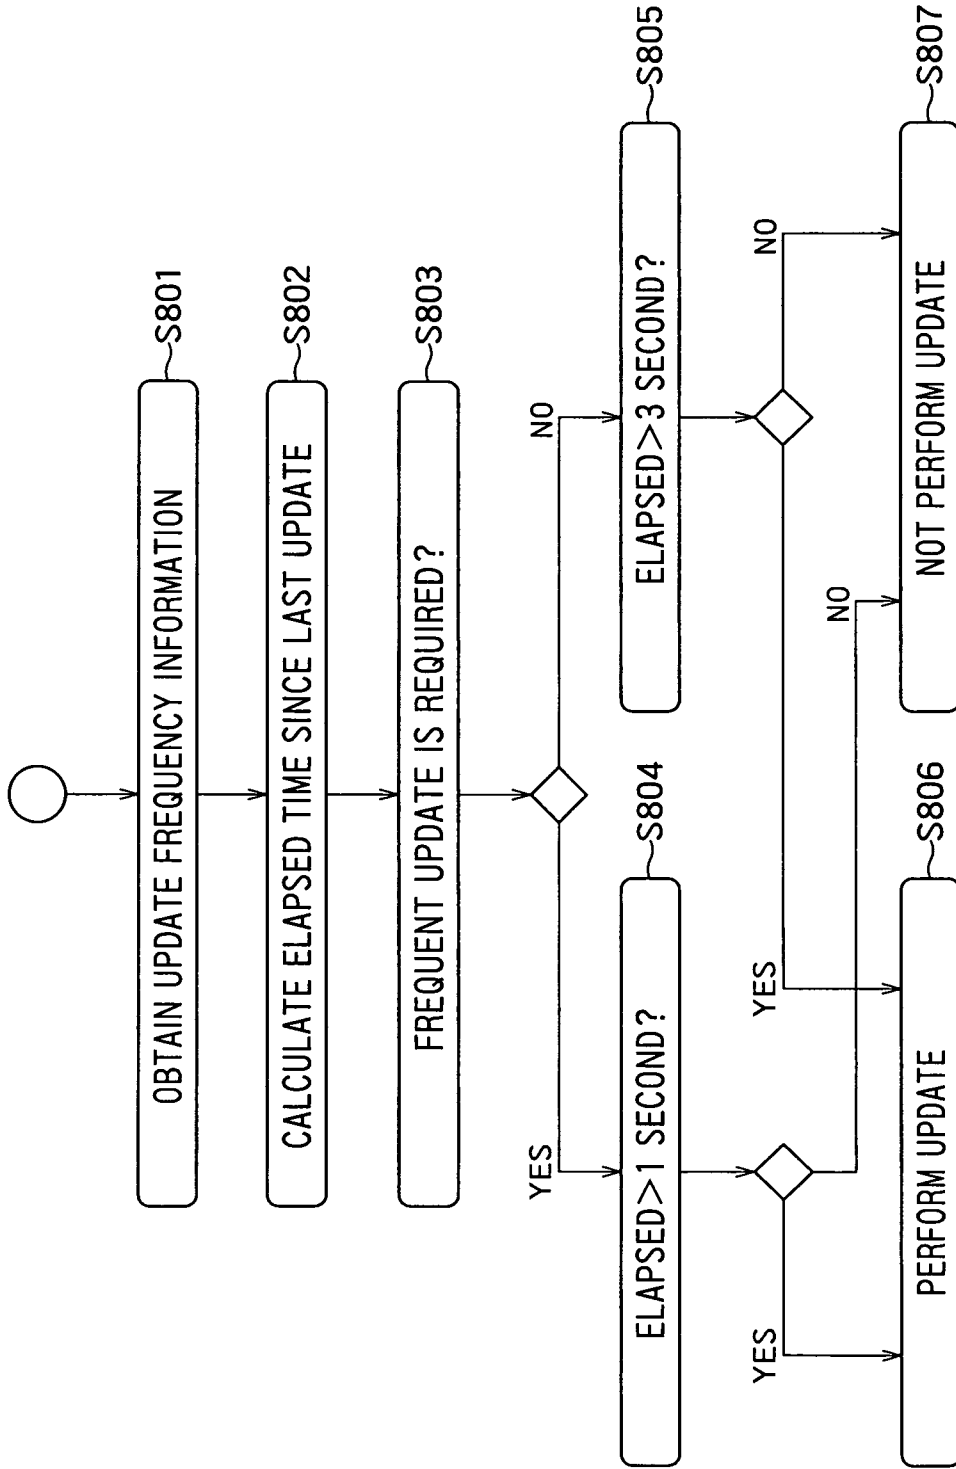 OBTAIN UPDATE FREQUENCY INFORMATION
S801
CALCULATE ELAPSED TIME SINCE LAST UPDATE
S802
FREQUENT UPDATE IS REQUIRED?
S803
YES
NO
ELAPSED>1 SECOND?
S804
ELAPSED>3 SECOND?
S805
YES
NO
YES
NO
PERFORM UPDATE
S806
NOT PERFORM UPDATE
S807